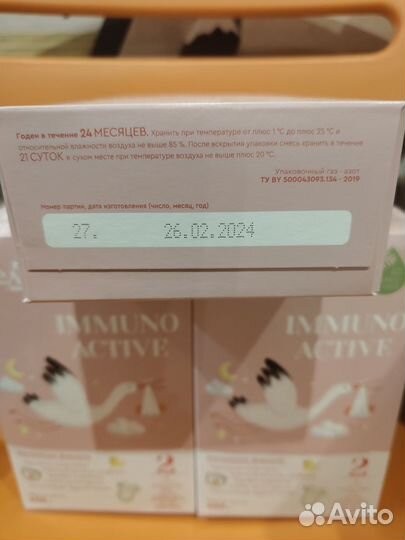 Годен в течение 24 МЕСЯЦЕВ. Хранить при температуре от плюс 1 °С до плюс 25 °С и
относительной влажности воздуха не выше 85 %. После вскрытия упаковки смесь хранить в течение
21 СУТОК в сухом месте при температуре воздуха не выше плюс 20 °С.
Упаковочный газ - азот
ТУ BY 500043093.134 - 2019
Номер партии, дата изготовления (число, месяц, год)
27. 26.02.2024
IMMUNO
ACTIVE
2
IMMUNO
ACTIVE
2
Avito